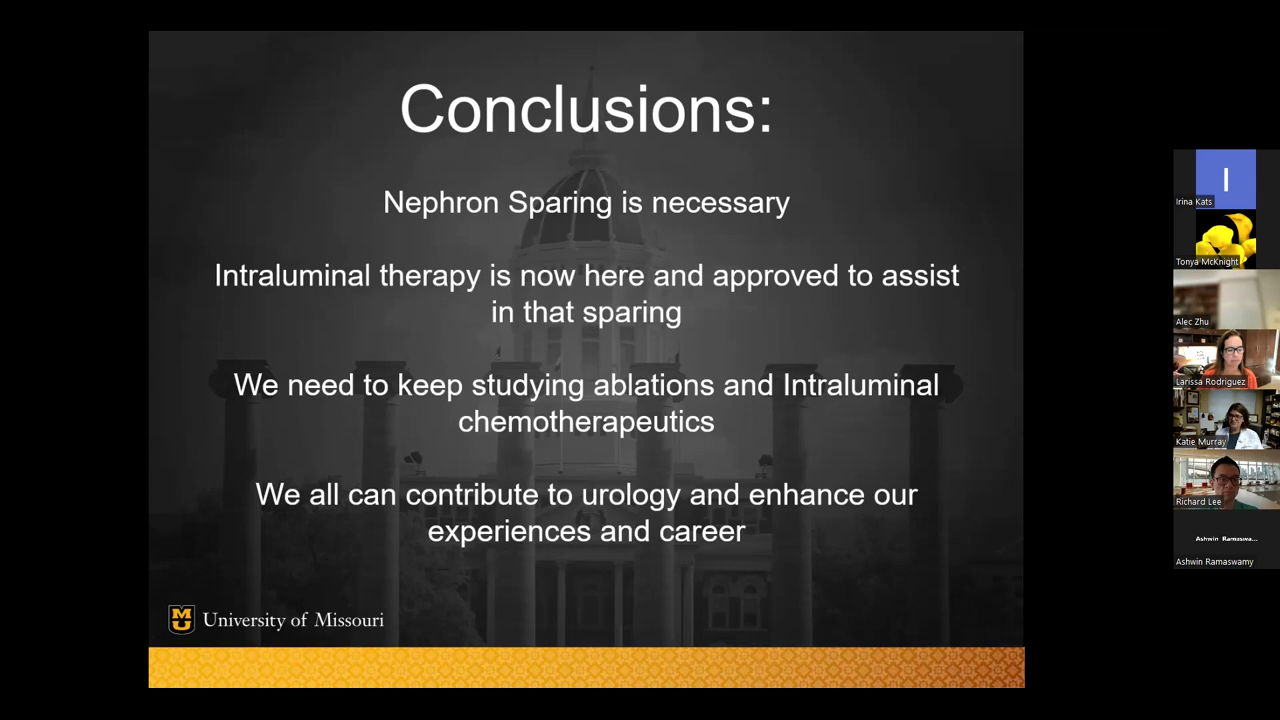 Conclusions:
Nephron Sparing is necessary
Intraluminal therapy is now here and approved to assist
in that sparing
We need to keep studying ablations and Intraluminal
chemotherapeutics
We all can contribute to urology and enhance our
experiences and career
MU
University of Missouri
I
Irina Kats
Tonya McKnight
Alec Zhu
Larissa Rodriguez
Katie Murray
Richard Lee
Ashwin Ramaswa...
Ashwin Ramaswamy